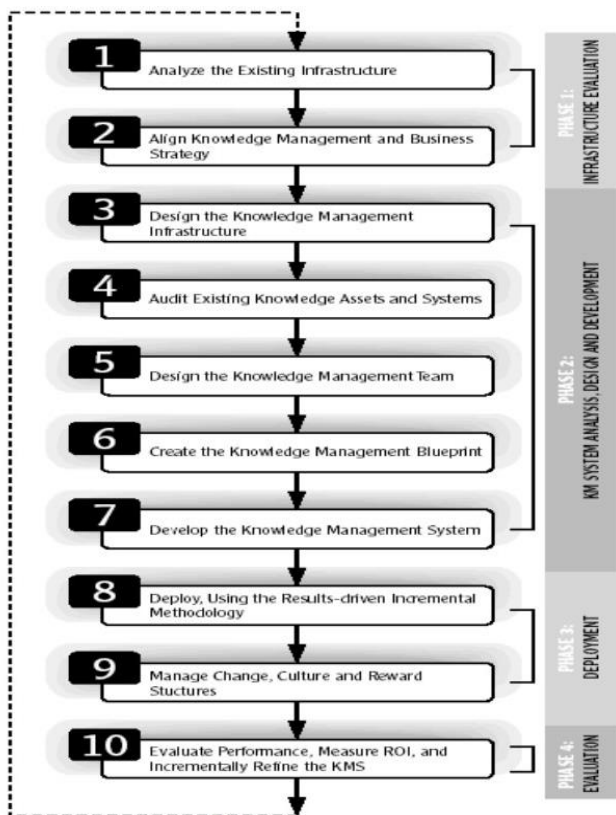 1
Analyze the Existing Infrastructure
2
Align Knowledge Management and Business
Strategy
PHASE 1:
INFRASTRUCTURE EVALUATION
3
Design the Knowledge Management
Infrastructure
4
Audit Existing Knowledge Assets and Systems
5
Design the Knowledge Management Team
6
Create the Knowledge Management Blueprint
7
Develop the Knowledge Management System
PHASE 2:
KM SYSTEM ANALYSIS, DESIGN AND DEVELOPMENT
8
Deploy, Using the Results-driven Incremental
Methodology
9
Manage Change, Culture and Reward
Stuctures
PHASE 3:
DEPLOYMENT
10
Evaluate Performance, Measure ROI, and
Incrementally Refine the KMS
PHASE 4:
EVALUATION